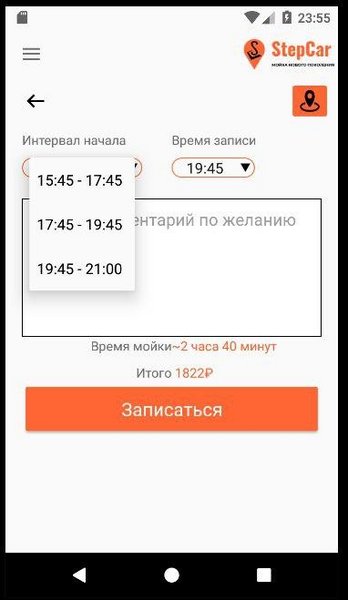 23:55
StepCar
МОЙКА НОВОГО ПОКОЛЕНИЯ
Интервал начала
Время записи
19:45
15:45 - 17:45
17:45 - 19:45
19:45 - 21:00
ентарий по желанию
Время мойки~2 часа 40 минут
Итого 1822₽
Записаться